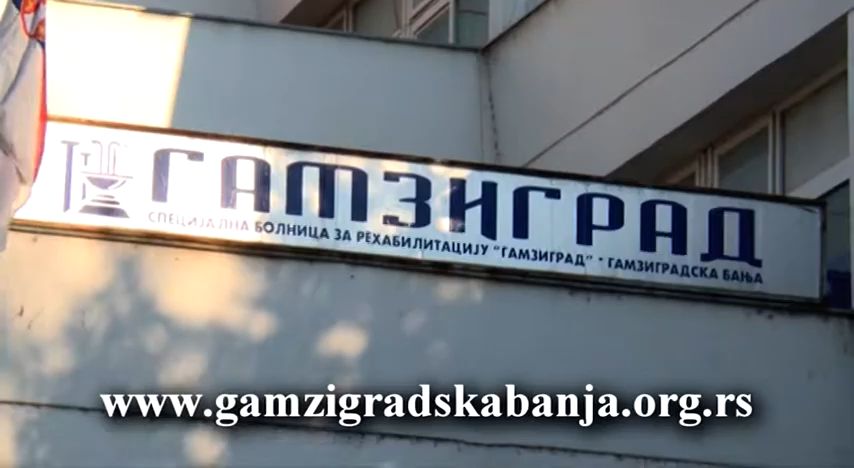 ГАМЗИГРАД
СПЕЦИЈАЛНА БОЛНИЦА ЗА РЕХАБИЛИТАЦИЈУ "ГАМЗИГРАД" • ГАМЗИГРАДСКА БАЊА
www.gamzigradskabanja.org.rs